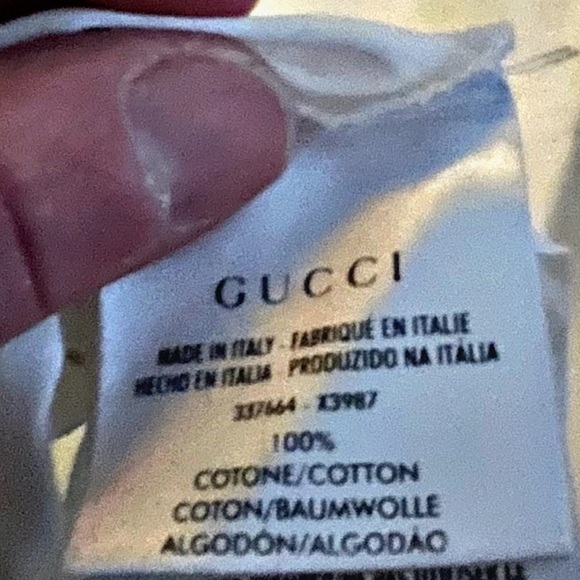 GUCCI
MADE IN ITALY - FABRIQUÉ EN ITALIE
HECHO EN ITALIA PRODUZIDO NA ITÀLIA
337664 - X3987
100%
COTONE/COTTON
COTON/BAUMWOLLE
ALGODÓN/ALGODÃO